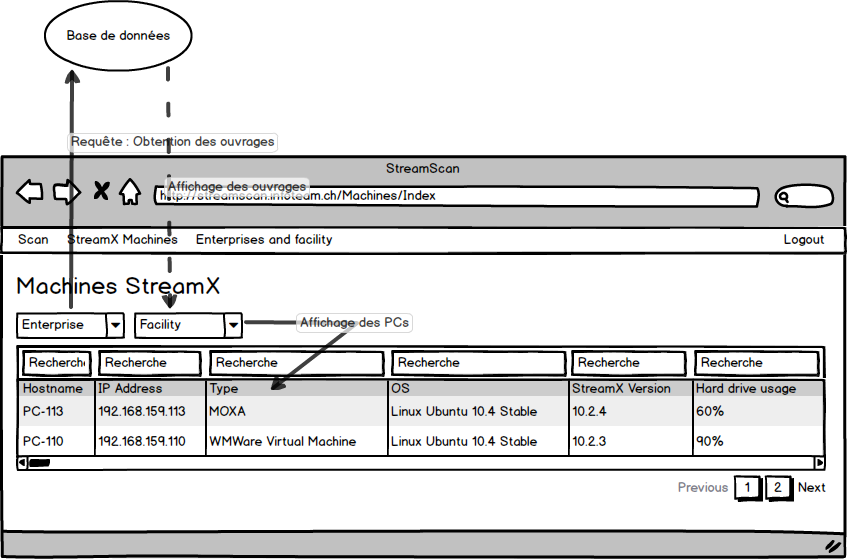 Base de données
Requête : Obtention des ouvrages
StreamScan
Affichage des ouvrages
http://streamscan.infoteam.ch/Machines/Index
Scan StreamX Machines Enterprises and facility Logout
Machines StreamX
Enterprise Facility Affichage des PCs
Recherche Recherche Recherche Recherche Recherche Recherche
Hostname IP Address Type OS StreamX Version Hard drive usage
PC-113 192.168.159.113 MOXA Linux Ubuntu 10.4 Stable 10.2.4 60%
PC-110 192.168.159.110 WMWare Virtual Machine Linux Ubuntu 10.4 Stable 10.2.3 90%
Previous 1 2 Next